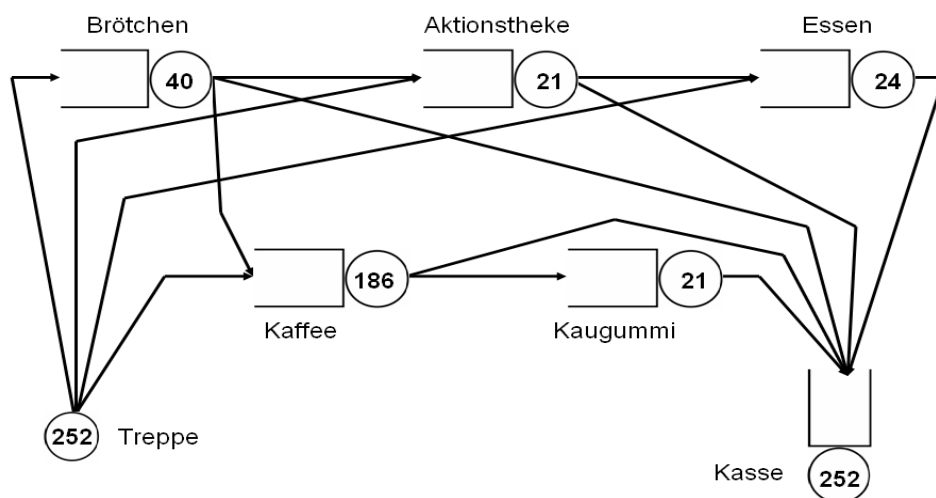 Brötchen
Aktionstheke
Essen
40
21
24
186
21
Kaffee
Kaugummi
252
Treppe
Kasse
252